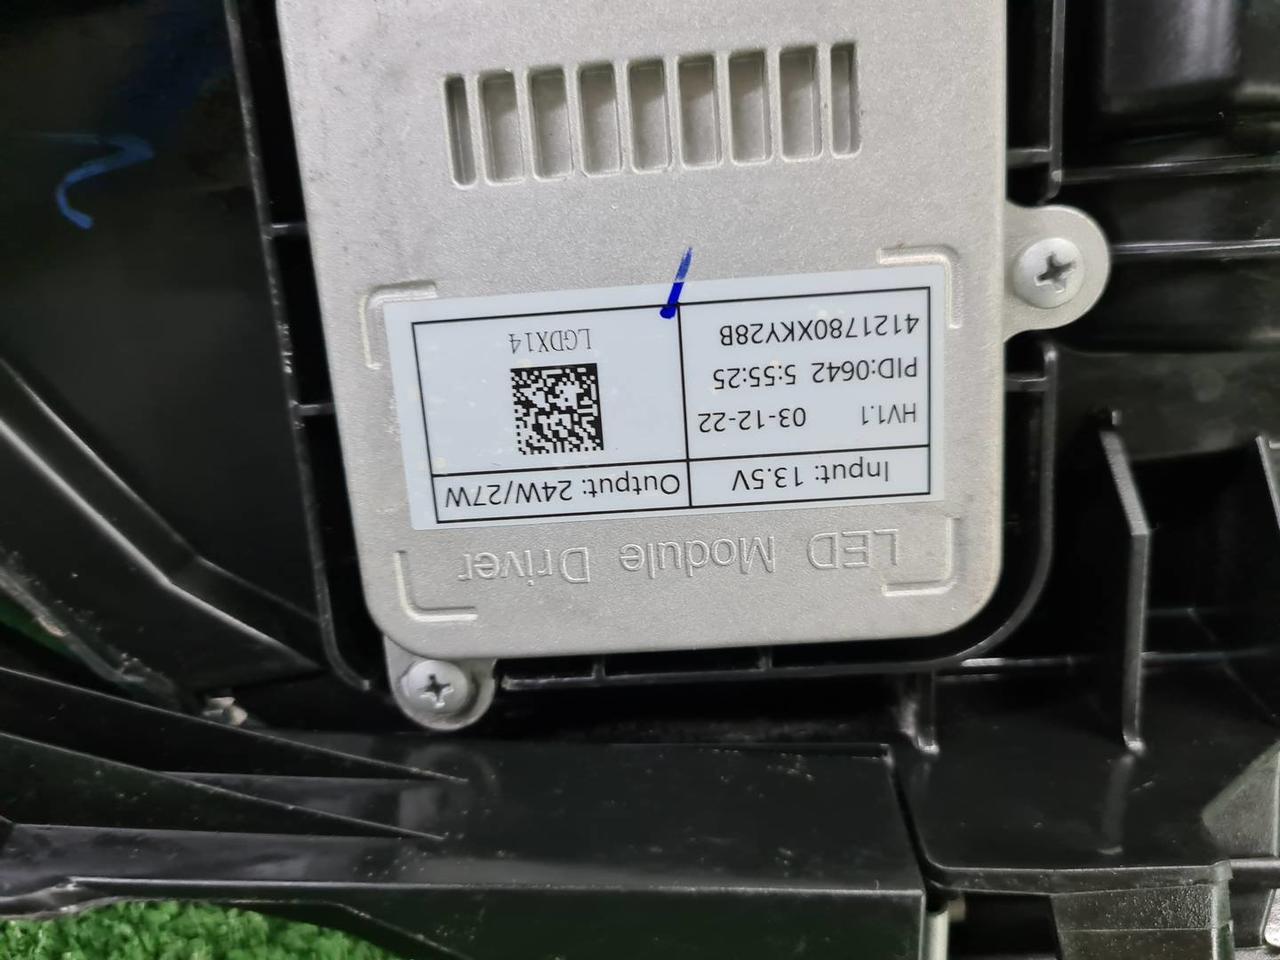 LED Module Driver
Input: 13.5V
Output: 24W/27W
HV1.1 03-12-22
PID:0642 5:55:25
4121780XKY28B
LGDX14